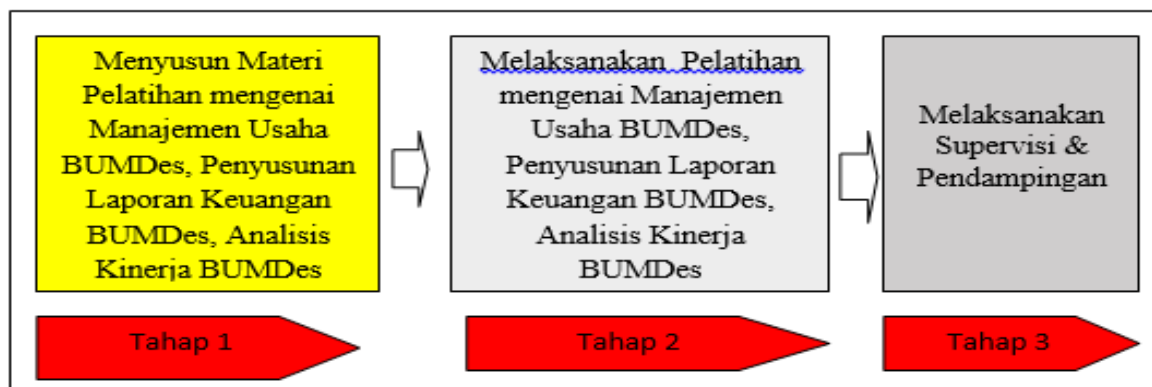 Menyusun Materi
Pelatihan mengenai
Manajemen Usaha
BUMDes, Penyusunan
Laporan Keuangan
BUMDes, Analisis
Kinerja BUMDes
Melaksanakan Pelatihan
mengenai Manajemen
Usaha BUMDes,
Penyusunan Laporan
Keuangan BUMDes,
Analisis Kinerja
BUMDes
Melaksanakan
Supervisi &
Pendampingan
Tahap 1
Tahap 2
Tahap 3